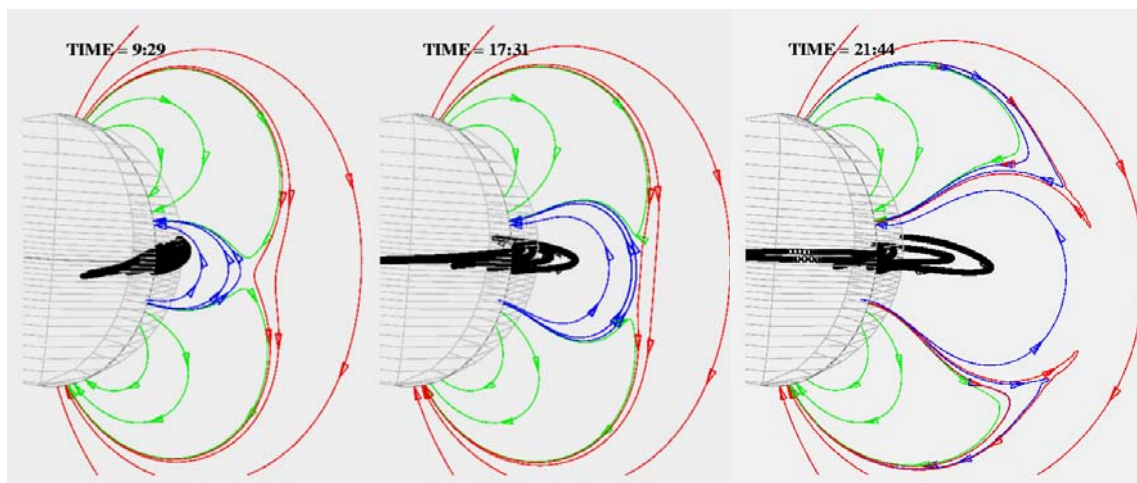 TIME = 9:29
TIME = 17:31
TIME = 21:44